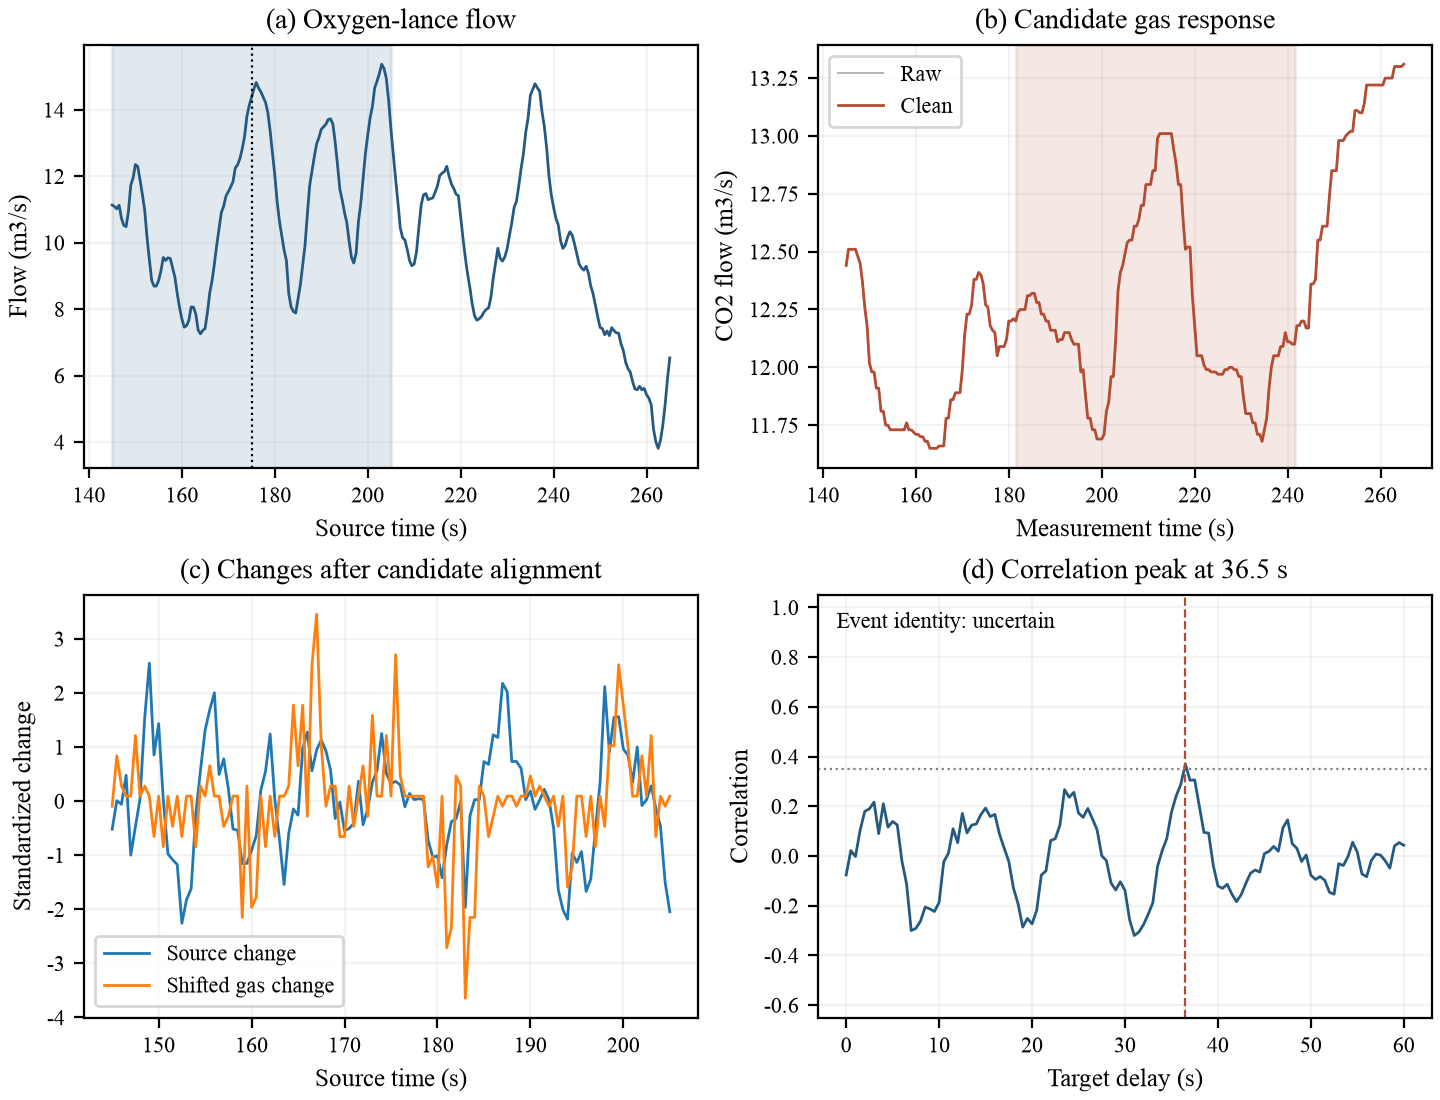 (a) Oxygen-lance flow
Flow (m3/s)
14
12
10
8
6
4
140 160 180 200 220 240 260
Source time (s)
(b) Candidate gas response
Raw
Clean
CO2 flow (m3/s)
13.25
13.00
12.75
12.50
12.25
12.00
11.75
140 160 180 200 220 240 260
Measurement time (s)
(c) Changes after candidate alignment
Standardized change
3
2
1
0
-1
-2
-3
-4
Source change
Shifted gas change
150 160 170 180 190 200
Source time (s)
(d) Correlation peak at 36.5 s
Event identity: uncertain
Correlation
1.0
0.8
0.6
0.4
0.2
0.0
-0.2
-0.4
-0.6
0 10 20 30 40 50 60
Target delay (s)